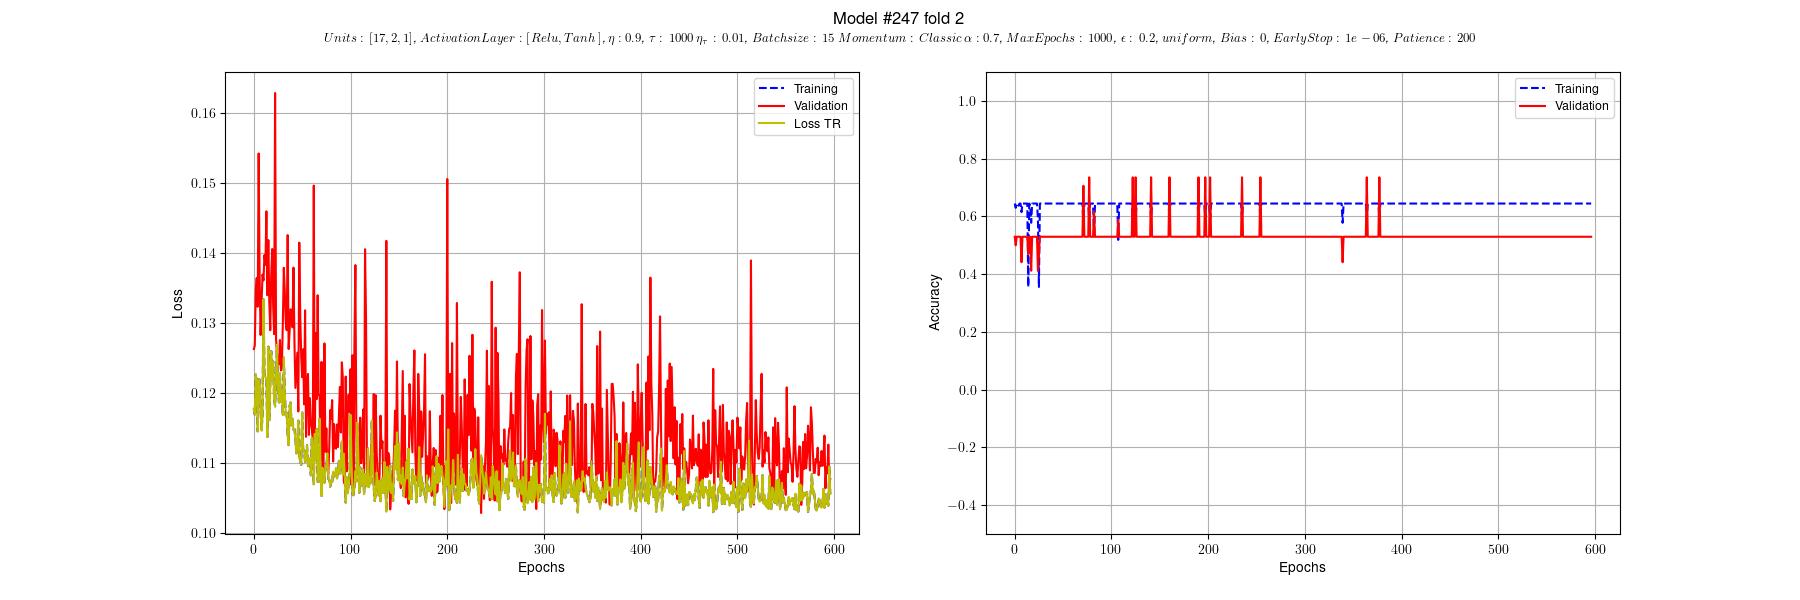 Model #247 fold 2
Units : [17, 2, 1], ActivationLayer : [Relu, Tanh], η : 0.9, τ : 1000 η_τ : 0.01, Batchsize : 15 Momentum : Classic α : 0.7, MaxEpochs : 1000, ϵ : 0.2, uniform, Bias : 0, EarlyStop : 1e − 06, Patience : 200
Training
Validation
Loss TR
0.16
0.15
0.14
0.13
0.12
0.11
0.10
Loss
0 100 200 300 400 500 600
Epochs
Training
Validation
1.0
0.8
0.6
0.4
0.2
0.0
−0.2
−0.4
Accuracy
0 100 200 300 400 500 600
Epochs